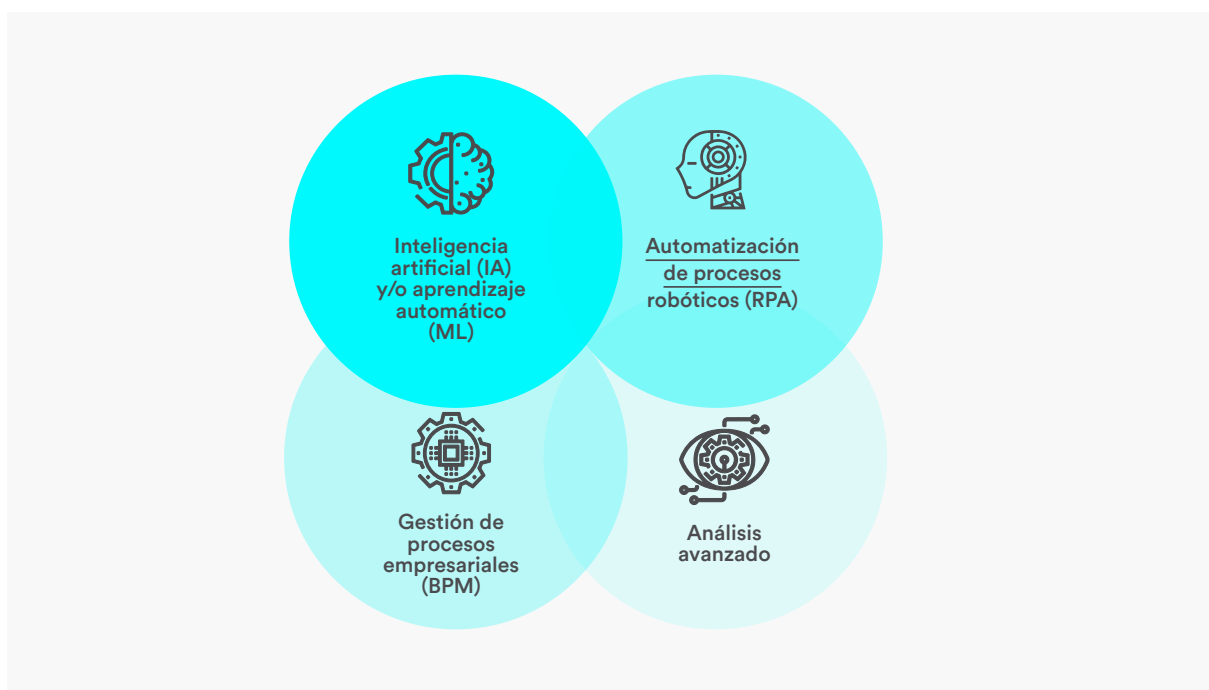 Inteligencia
artificial (IA)
y/o aprendizaje
automático
(ML)
Automatización
de procesos
robóticos (RPA)
Gestión de
procesos
empresariales
(BPM)
Análisis
avanzado